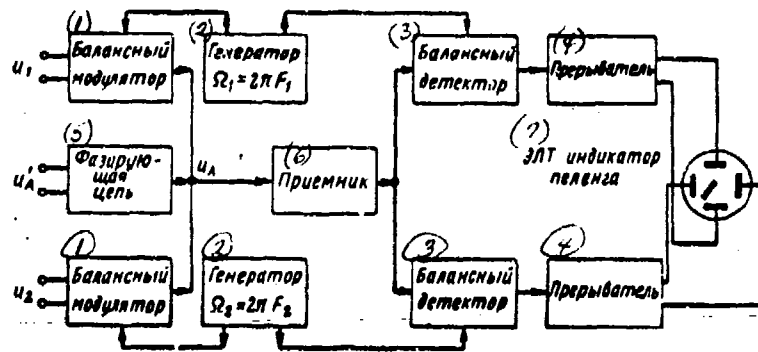 (1)
(2)
(3)
(4)
Балансный
модулятор
Генератор
Ω₁ = 2π F₁
Балансный
детектор
Прерыватель
u₁
(5)
Фазирую-
щая
цепь
u'A
uA
(6)
Приемник
(7)
ЭЛТ индикатор
пеленга
(1)
(2)
(3)
(4)
Балансный
модулятор
Генератор
Ω₂ = 2π F₂
Балансный
детектор
Прерыватель
u₂